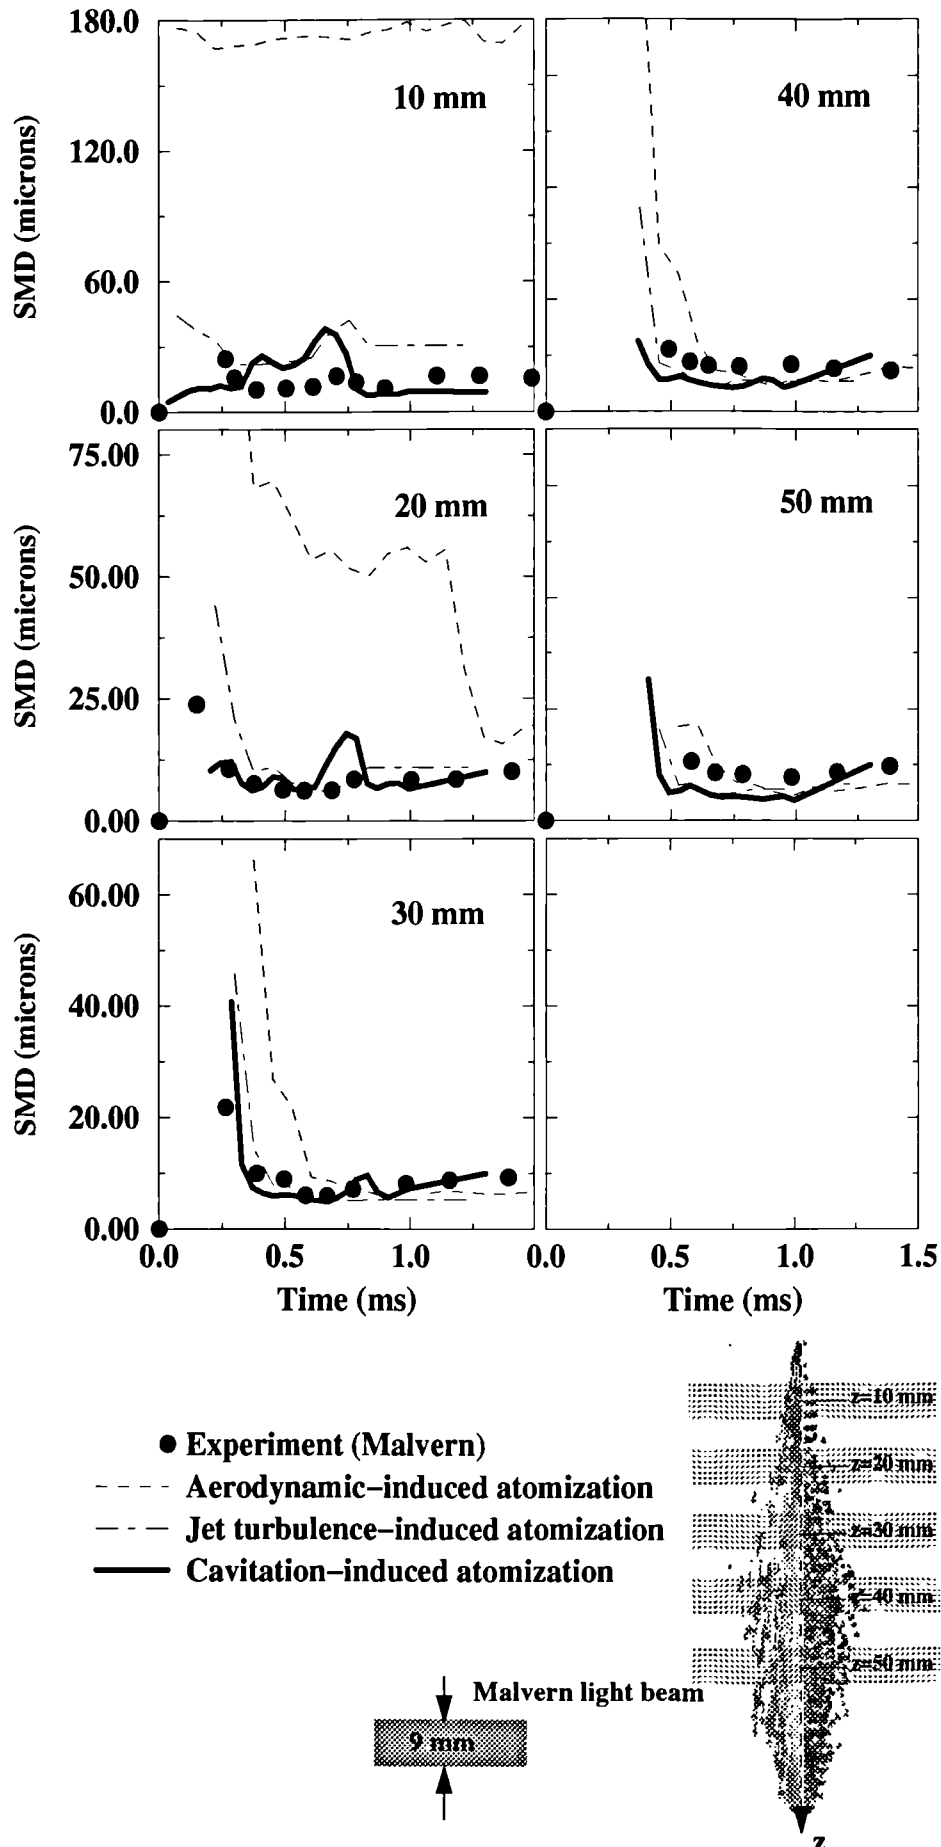 180.0
120.0
60.0
0.0
SMD (microns)
10 mm
40 mm
75.00
50.00
25.00
0.00
SMD (microns)
20 mm
50 mm
60.00
40.00
20.00
0.00
SMD (microns)
30 mm
0.0 0.5 1.0
0.0 0.5 1.0 1.5
Time (ms)
Time (ms)
Experiment (Malvern)
Aerodynamic–induced atomization
Jet turbulence–induced atomization
Cavitation–induced atomization
z=10 mm
z=20 mm
z=30 mm
z=40 mm
z=50 mm
Malvern light beam
9 mm
z